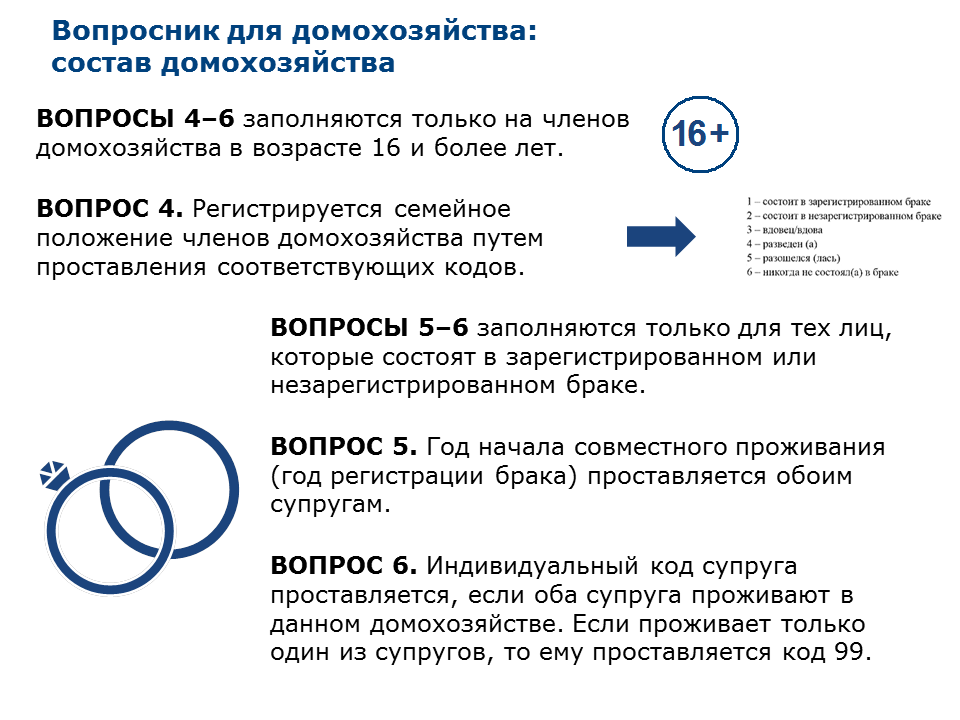 Вопросник для домохозяйства:
состав домохозяйства
ВОПРОСЫ 4–6 заполняются только на членов
домохозяйства в возрасте 16 и более лет.
16+
ВОПРОС 4. Регистрируется семейное
положение членов домохозяйства путем
проставления соответствующих кодов.
1 – состоит в зарегистрированном браке
2 – состоит в незарегистрированном браке
3 – вдовец/вдова
4 – разведен (а)
5 – разошелся (лась)
6 – никогда не состоял(а) в браке
ВОПРОСЫ 5–6 заполняются только для тех лиц,
которые состоят в зарегистрированном или
незарегистрированном браке.
ВОПРОС 5. Год начала совместного проживания
(год регистрации брака) проставляется обоим
супругам.
ВОПРОС 6. Индивидуальный код супруга
проставляется, если оба супруга проживают в
данном домохозяйстве. Если проживает только
один из супругов, то ему проставляется код 99.